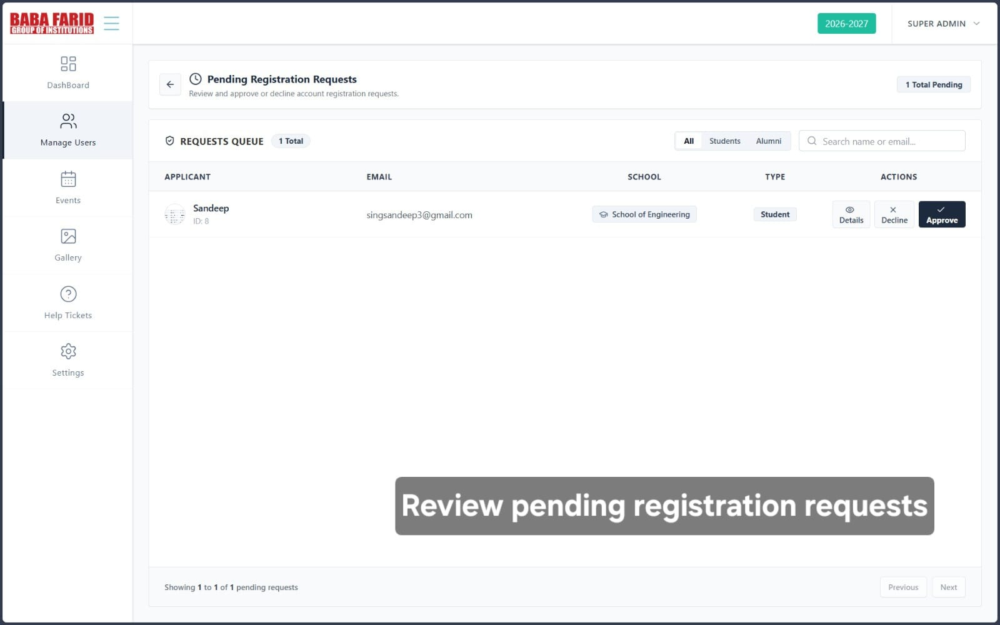 BABA FARID
GROUP OF INSTITUTIONS
2026-2027
SUPER ADMIN
DashBoard
Manage Users
Events
Gallery
Help Tickets
Settings
Pending Registration Requests
Review and approve or decline account registration requests.
1 Total Pending
REQUESTS QUEUE
1 Total
All
Students
Alumni
Search name or email...
APPLICANT EMAIL SCHOOL TYPE ACTIONS
Sandeep
ID: 8
singsandeep3@gmail.com
School of Engineering
Student
Details
Decline
Approve
Review pending registration requests
Showing 1 to 1 of 1 pending requests
Previous
Next